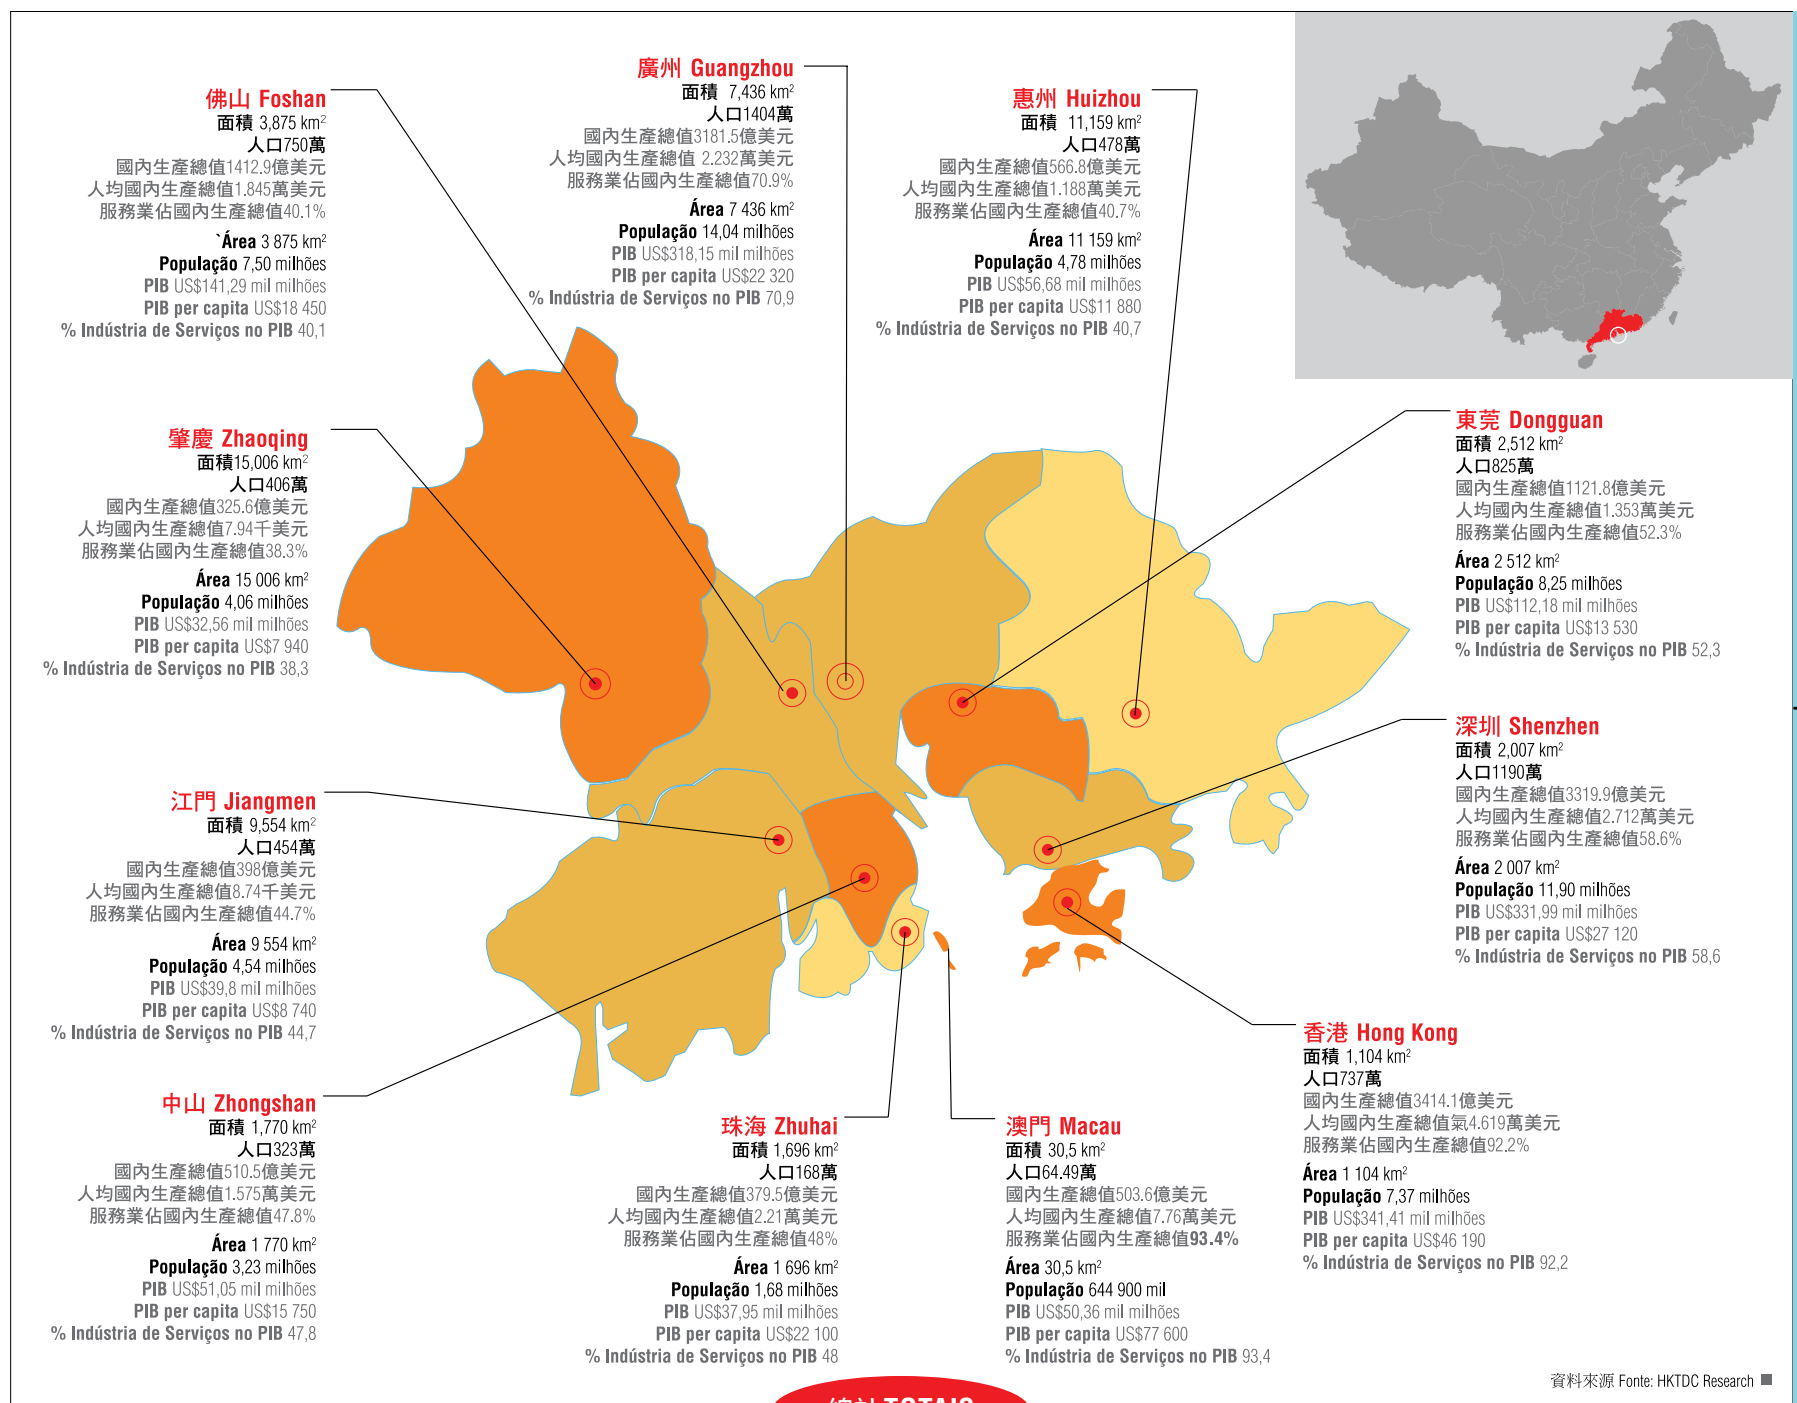 佛山 Foshan
面積 3,875 km²
人口750萬
國內生產總值1412.9億美元
人均國內生產總值1.845萬美元
服務業佔國內生產總值40.1%
`Área 3 875 km²
População 7,50 milhões
PIB US$141,29 mil milhões
PIB per capita US$18 450
% Indústria de Serviços no PIB 40,1
廣州 Guangzhou
面積 7,436 km²
人口1404萬
國內生產總值3181.5億美元
人均國內生產總值 2.232萬美元
服務業佔國內生產總值70.9%
Área 7 436 km²
População 14,04 milhões
PIB US$318,15 mil milhões
PIB per capita US$22 320
% Indústria de Serviços no PIB 70,9
惠州 Huizhou
面積 11,159 km²
人口478萬
國內生產總值566.8億美元
人均國內生產總值1.188萬美元
服務業佔國內生產總值40.7%
Área 11 159 km²
População 4,78 milhões
PIB US$56,68 mil milhões
PIB per capita US$11 880
% Indústria de Serviços no PIB 40,7
肇慶 Zhaoqing
面積15,006 km²
人口406萬
國內生產總值325.6億美元
人均國內生產總值7.94千美元
服務業佔國內生產總值38.3%
Área 15 006 km²
População 4,06 milhões
PIB US$32,56 mil milhões
PIB per capita US$7 940
% Indústria de Serviços no PIB 38,3
東莞 Dongguan
面積 2,512 km²
人口825萬
國內生產總值1121.8億美元
人均國內生產總值1.353萬美元
服務業佔國內生產總值52.3%
Área 2 512 km²
População 8,25 milhões
PIB US$112,18 mil milhões
PIB per capita US$13 530
% Indústria de Serviços no PIB 52,3
深圳 Shenzhen
面積 2,007 km²
人口1190萬
國內生產總值3319.9億美元
人均國內生產總值2.712萬美元
服務業佔國內生產總值58.6%
Área 2 007 km²
População 11,90 milhões
PIB US$331,99 mil milhões
PIB per capita US$27 120
% Indústria de Serviços no PIB 58,6
江門 Jiangmen
面積 9,554 km²
人口454萬
國內生產總值398億美元
人均國內生產總值8.74千美元
服務業佔國內生產總值44.7%
Área 9 554 km²
População 4,54 milhões
PIB US$39,8 mil milhões
PIB per capita US$8 740
% Indústria de Serviços no PIB 44,7
中山 Zhongshan
面積 1,770 km²
人口323萬
國內生產總值510.5億美元
人均國內生產總值1.575萬美元
服務業佔國內生產總值47.8%
Área 1 770 km²
População 3,23 milhões
PIB US$51,05 mil milhões
PIB per capita US$15 750
% Indústria de Serviços no PIB 47,8
珠海 Zhuhai
面積 1,696 km²
人口168萬
國內生產總值379.5億美元
人均國內生產總值2.21萬美元
服務業佔國內生產總值48%
Área 1 696 km²
População 1,68 milhões
PIB US$37,95 mil milhões
PIB per capita US$22 100
% Indústria de Serviços no PIB 48
澳門 Macau
面積 30,5 km²
人口64.49萬
國內生產總值503.6億美元
人均國內生產總值7.76萬美元
服務業佔國內生產總值93.4%
Área 30,5 km²
População 644 900 mil
PIB US$50,36 mil milhões
PIB per capita US$77 600
% Indústria de Serviços no PIB 93,4
香港 Hong Kong
面積 1,104 km²
人口737萬
國內生產總值3414.1億美元
人均國內生產總值氣4.619萬美元
服務業佔國內生產總值92.2%
Área 1 104 km²
População 7,37 milhões
PIB US$341,41 mil milhões
PIB per capita US$46 190
% Indústria de Serviços no PIB 92,2
資料來源 Fonte: HKTDC Research
總計 TOTAIS